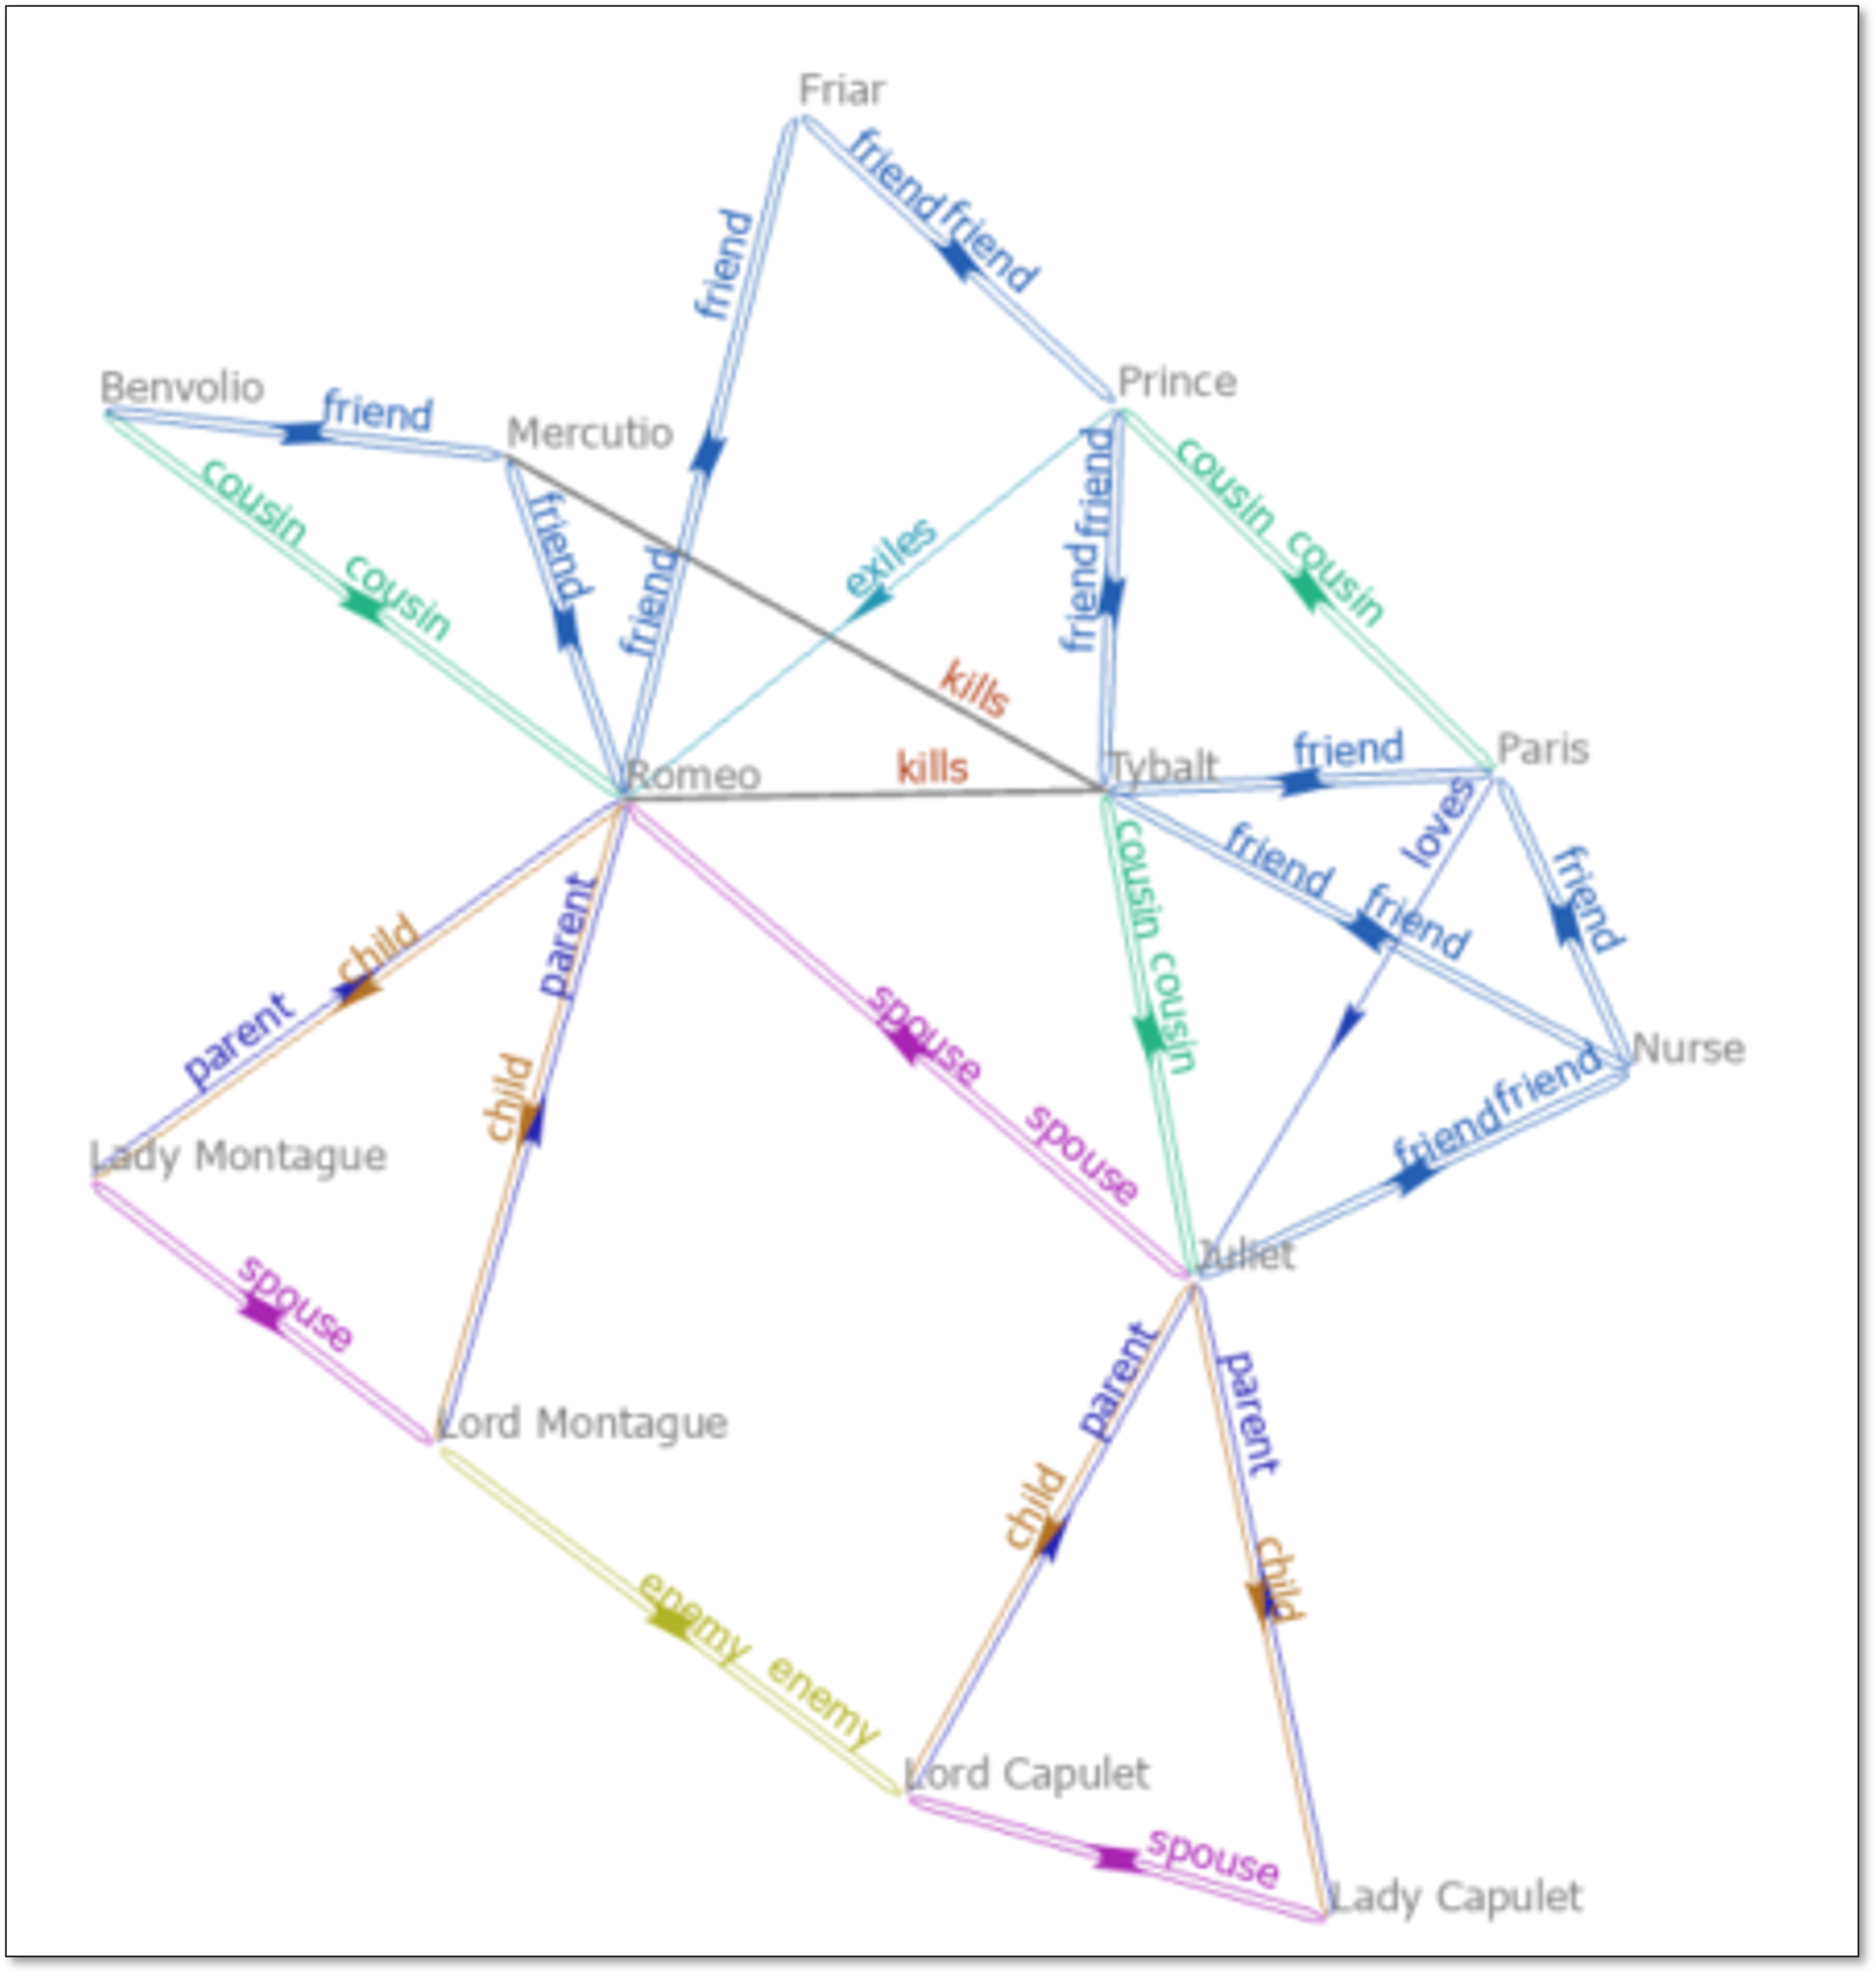 Friar
friend
friend
friend
Prince
Benvolio
friend
Mercutio
cousin
cousin
friend
friend
exiles
friend
friend
cousin
cousin
kills
kills
Romeo
Tybalt
friend
Paris
loves
friend
friend
friend
cousin
cousin
Nurse
friend
friend
child
parent
parent
child
spouse
spouse
Lady Montague
Juliet
spouse
Lord Montague
parent
child
parent
child
enemy
enemy
Lord Capulet
spouse
Lady Capulet